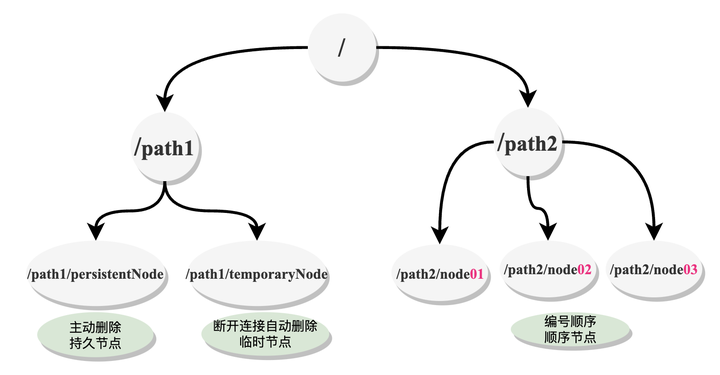 /
/path1
/path2
/path1/persistentNode
/path1/temporaryNode
/path2/node01
/path2/node02
/path2/node03
主动删除
持久节点
断开连接自动删除
临时节点
编号顺序
顺序节点